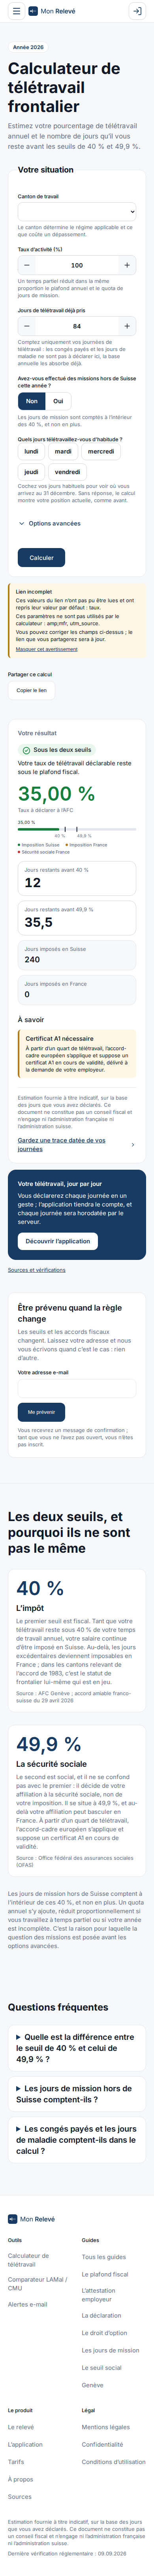 Mon Relevé
Année 2026
Calculateur de
télétravail
frontalier
Estimez votre pourcentage de télétravail
annuel et le nombre de jours qu'il vous
reste avant les seuils de 40 % et 49,9 %.
Votre situation
Canton de travail
Le canton détermine le régime applicable et ce
que coûte un dépassement.
Taux d'activité (%)
− 100 +
Un temps partiel réduit dans la même
proportion le plafond annuel et le quota de
jours de mission.
Jours de télétravail déjà pris
− 84 +
Comptez uniquement vos journées de
télétravail : les congés payés et les jours de
maladie ne sont pas à déclarer ici, la base
annuelle les absorbe déjà.
Avez-vous effectué des missions hors de Suisse
cette année ?
Non Oui
Les jours de mission sont comptés à l'intérieur
des 40 %, et non en plus.
Quels jours télétravaillez-vous d'habitude ?
lundi mardi mercredi
jeudi vendredi
Cochez vos jours habituels pour voir où vous
arrivez au 31 décembre. Sans réponse, le calcul
montre votre position actuelle, comme avant.
Options avancées
Calculer
Lien incomplet
Ces valeurs du lien n'ont pas pu être lues et ont
repris leur valeur par défaut : taux.
Ces paramètres ne sont pas utilisés par le
calculateur : amp;mfr, utm_source.
Vous pouvez corriger les champs ci-dessus ; le
lien que vous partagerez sera à jour.
Masquer cet avertissement
Partager ce calcul
Copier le lien
Votre résultat
Sous les deux seuils
Votre taux de télétravail déclarable reste
sous le plafond fiscal.
35,00 %
Taux à déclarer à l'AFC
35,00 %
40 % 49,9 %
Imposition Suisse Imposition France
Sécurité sociale France
Jours restants avant 40 %
12
Jours restants avant 49,9 %
35,5
Jours imposés en Suisse
240
Jours imposés en France
0
À savoir
Certificat A1 nécessaire
À partir d'un quart de télétravail, l'accord-
cadre européen s'applique et suppose un
certificat A1 en cours de validité, délivré à
la demande de votre employeur.
Estimation fournie à titre indicatif, sur la base
des jours que vous avez déclarés. Ce
document ne constitue pas un conseil fiscal et
n'engage ni l'administration française ni
l'administration suisse.
Gardez une trace datée de vos
journées
Votre télétravail, jour par jour
Vous déclarerez chaque journée en un
geste ; l'application tiendra le compte, et
chaque journée sera horodatée par le
serveur.
Découvrir l'application
Sources et vérifications
Être prévenu quand la règle
change
Les seuils et les accords fiscaux
changent. Laissez votre adresse et nous
vous écrirons quand c'est le cas : rien
d'autre.
Votre adresse e-mail
Me prévenir
Vous recevrez un message de confirmation ;
tant que vous ne l'avez pas ouvert, vous n'êtes
pas inscrit.
Les deux seuils, et
pourquoi ils ne sont
pas le même
40 %
L'impôt
Le premier seuil est fiscal. Tant que votre
télétravail reste sous 40 % de votre temps
de travail annuel, votre salaire continue
d'être imposé en Suisse. Au-delà, les jours
excédentaires deviennent imposables en
France ; dans les cantons relevant de
l'accord de 1983, c'est le statut de
frontalier lui-même qui est en jeu.
Source : AFC Genève ; accord amiable franco-
suisse du 29 avril 2026
49,9 %
La sécurité sociale
Le second est social, et il ne se confond
pas avec le premier : il décide de votre
affiliation à la sécurité sociale, non de
votre imposition. Il se situe à 49,9 %, et au-
delà votre affiliation peut basculer en
France. À partir d'un quart de télétravail,
l'accord-cadre européen s'applique et
suppose un certificat A1 en cours de
validité.
Source : Office fédéral des assurances sociales
(OFAS)
Les jours de mission hors de Suisse comptent à
l'intérieur de ces 40 %, et non en plus. Un quota
annuel s'y ajoute, réduit proportionnellement si
vous travaillez à temps partiel ou si votre année
est incomplète. C'est la raison pour laquelle la
question des missions est posée avant les
options avancées.
Questions fréquentes
Quelle est la différence entre
le seuil de 40 % et celui de
49,9 % ?
Les jours de mission hors de
Suisse comptent-ils ?
Les congés payés et les jours
de maladie comptent-ils dans le
calcul ?
Mon Relevé
Outils
Calculateur de
télétravail
Comparateur LAMal /
CMU
Alertes e-mail
Guides
Tous les guides
Le plafond fiscal
L'attestation
employeur
La déclaration
Le droit d'option
Les jours de mission
Le seuil social
Genève
Le produit
Le relevé
L'application
Tarifs
À propos
Sources
Légal
Mentions légales
Confidentialité
Conditions d'utilisation
Estimation fournie à titre indicatif, sur la base des jours
que vous avez déclarés. Ce document ne constitue pas
un conseil fiscal et n'engage ni l'administration française
ni l'administration suisse.
Dernière vérification réglementaire : 09.09.2026